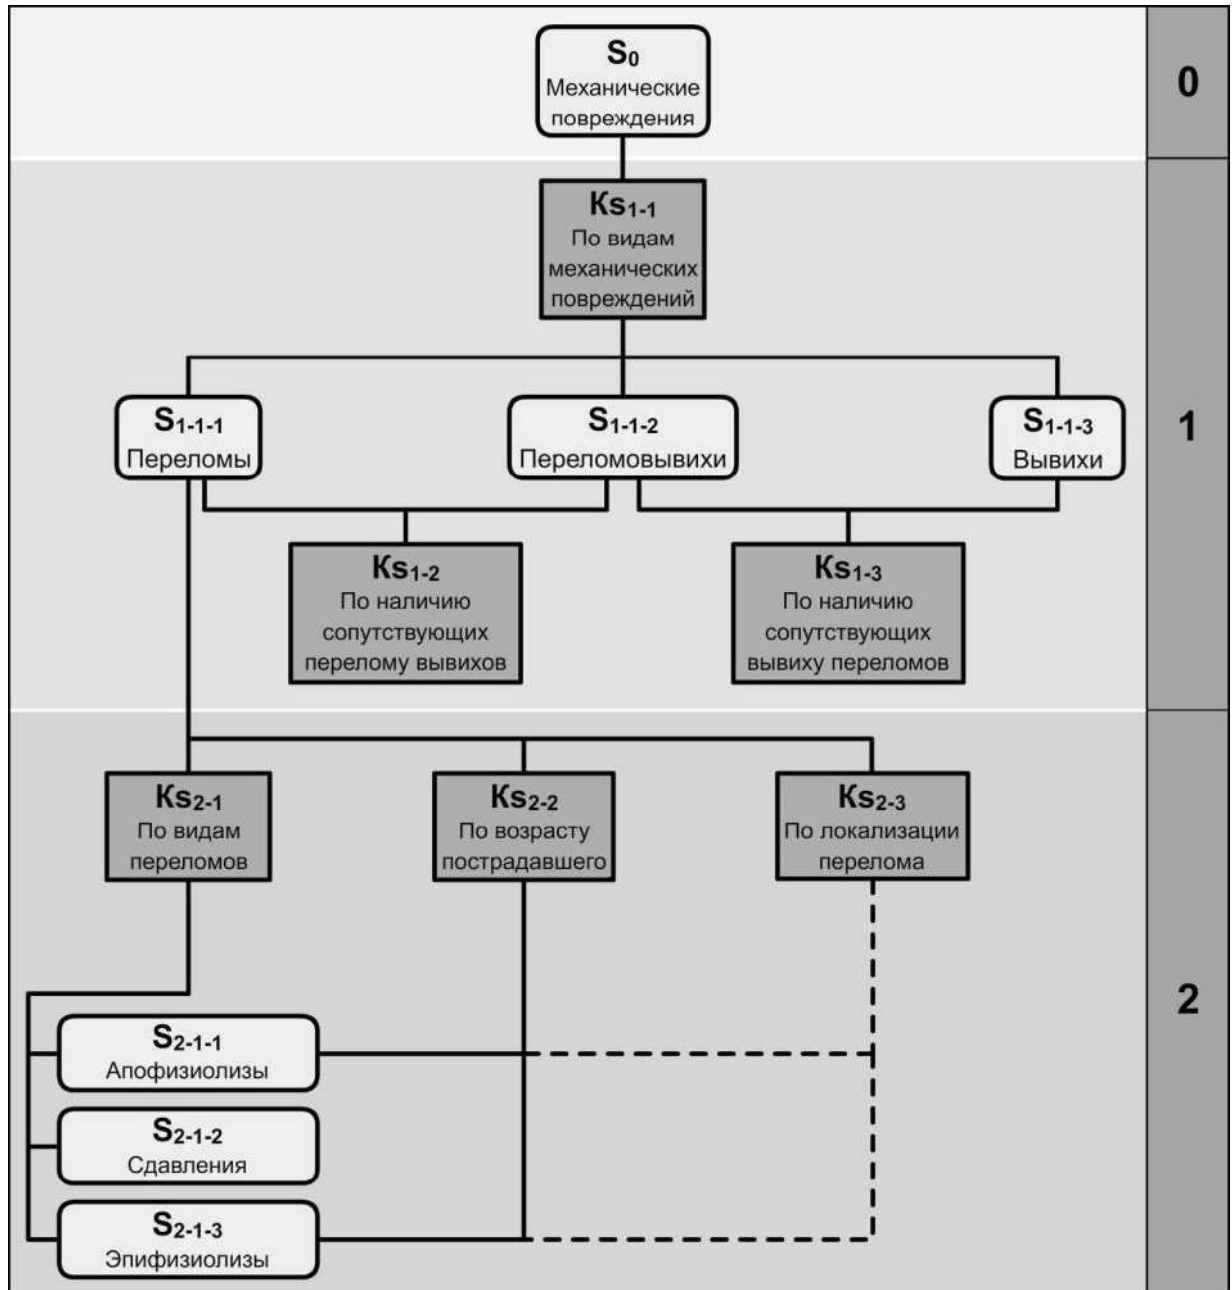 S0
Механические
повреждения
0
Ks1-1
По видам
механических
повреждений
S1-1-1
Переломы
S1-1-2
Переломовывихи
S1-1-3
Вывихи
1
Ks1-2
По наличию
сопутствующих
перелому вывихов
Ks1-3
По наличию
сопутствующих
вывиху переломов
Ks2-1
По видам
переломов
Ks2-2
По возрасту
пострадавшего
Ks2-3
По локализации
перелома
2
S2-1-1
Апофизиолизы
S2-1-2
Сдавления
S2-1-3
Эпифизиолизы